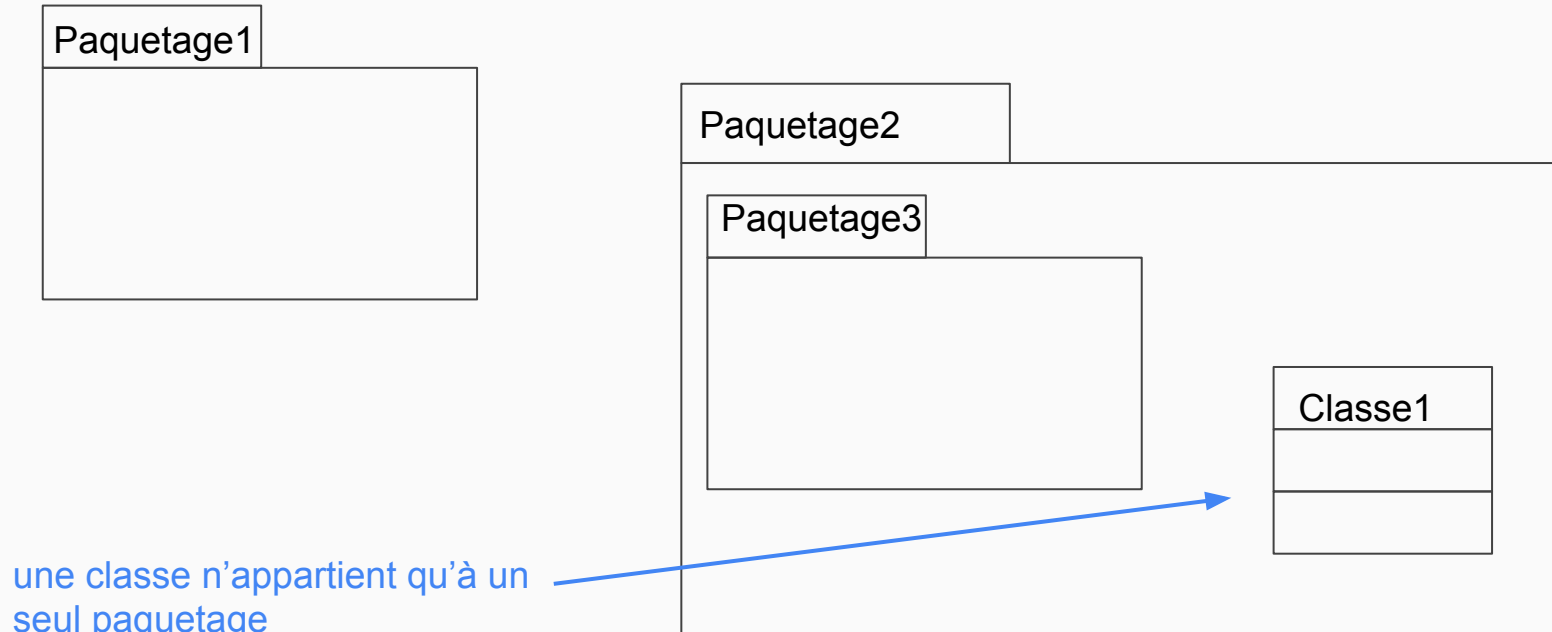 Paquetage1
Paquetage2
Paquetage3
Classe1
une classe n’appartient qu’à un
seul paquetage